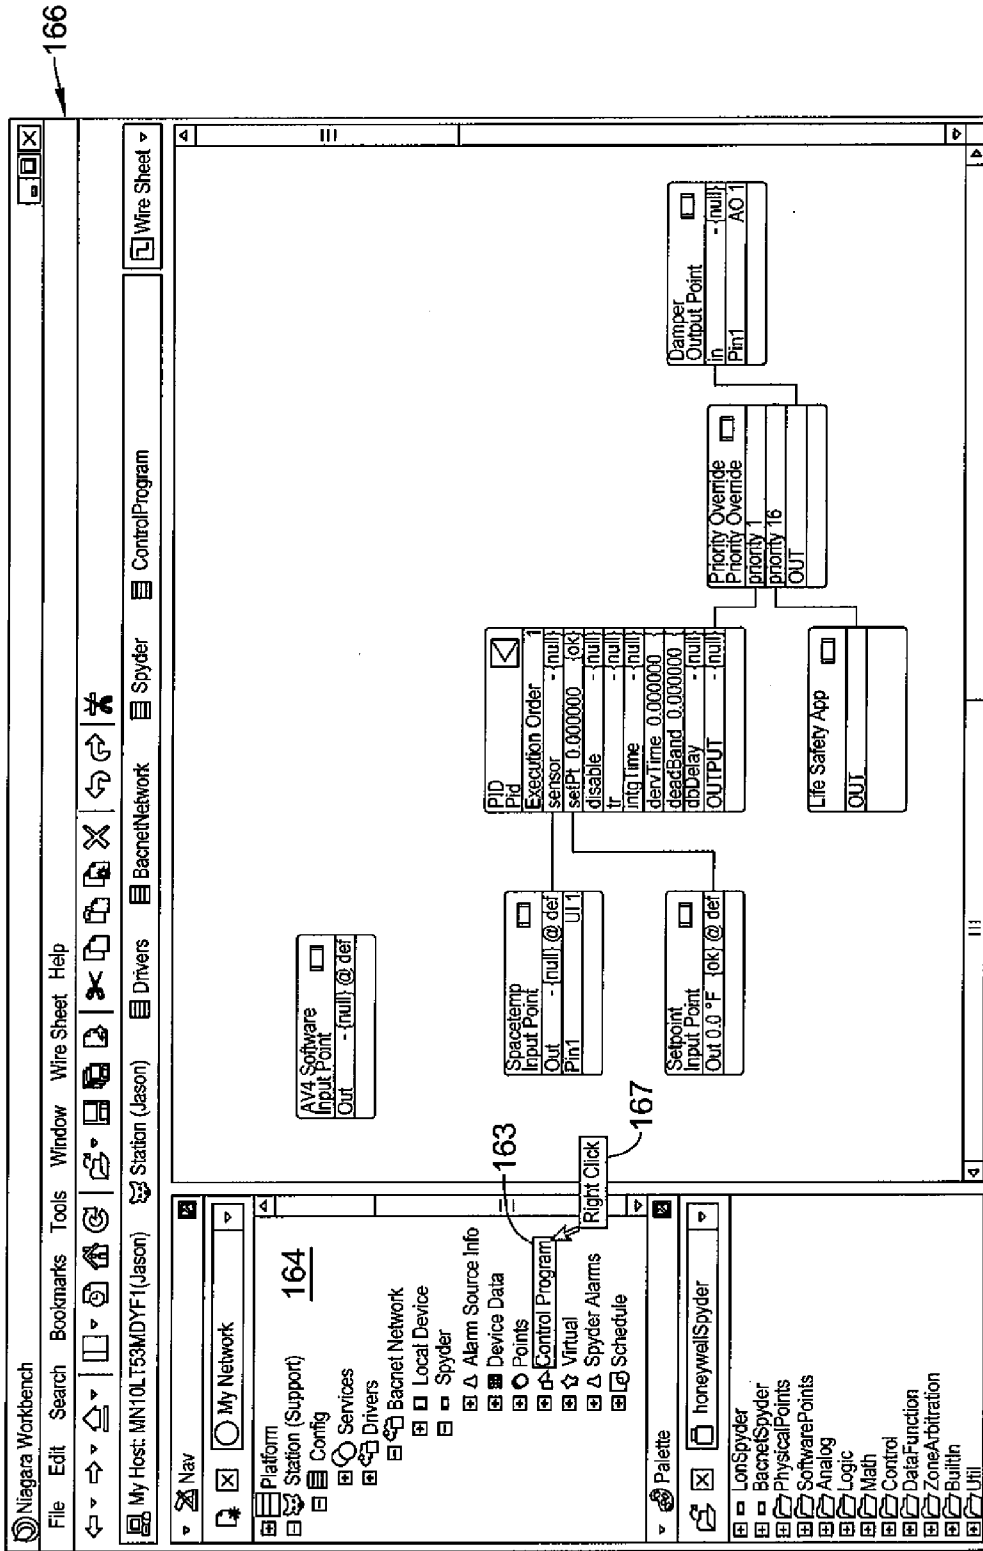 166
Niagara Workbench
File Edit Search Bookmarks Tools Window Wire Sheet Help
My Host: MN10LT53MDYF1(Jason) Station (Jason) Drivers BacnetNetwork Spyder ControlProgram Wire Sheet
Nav
My Network
Platform
Station (Support)
164
Config
Services
Drivers
Bacnet Network
Local Device
Spyder
Alarm Source Info
Device Data
Points
163
Control Program
Right Click
167
Virtual
Spyder Alarms
Schedule
Palette
honeywellSpyder
LonSpyder
BacnetSpyder
PhysicalPoints
SoftwarePoints
Analog
Logic
Math
Control
DataFunction
ZoneArbitration
BuiltIn
Util
AV4 Software
Input Point
Out - {null} @ def
Spacetemp
Input Point
Out - {null} @ def
Pin1 UI 1
Setpoint
Input Point
Out 0.0 °F {ok} @ def
PID
Pid
Execution Order 1
sensor - {null}
setPt 0.000000 {ok}
disable - {null}
tr - {null}
intgTime - {null}
dervTime 0.000000
deadBand 0.000000
dbDelay - {null}
OUTPUT - {null}
Life Safety App
OUT
Priority Override
Priority Override
priority 1
priority 16
OUT
Damper
Output Point
in - {null}
Pin1 AO 1